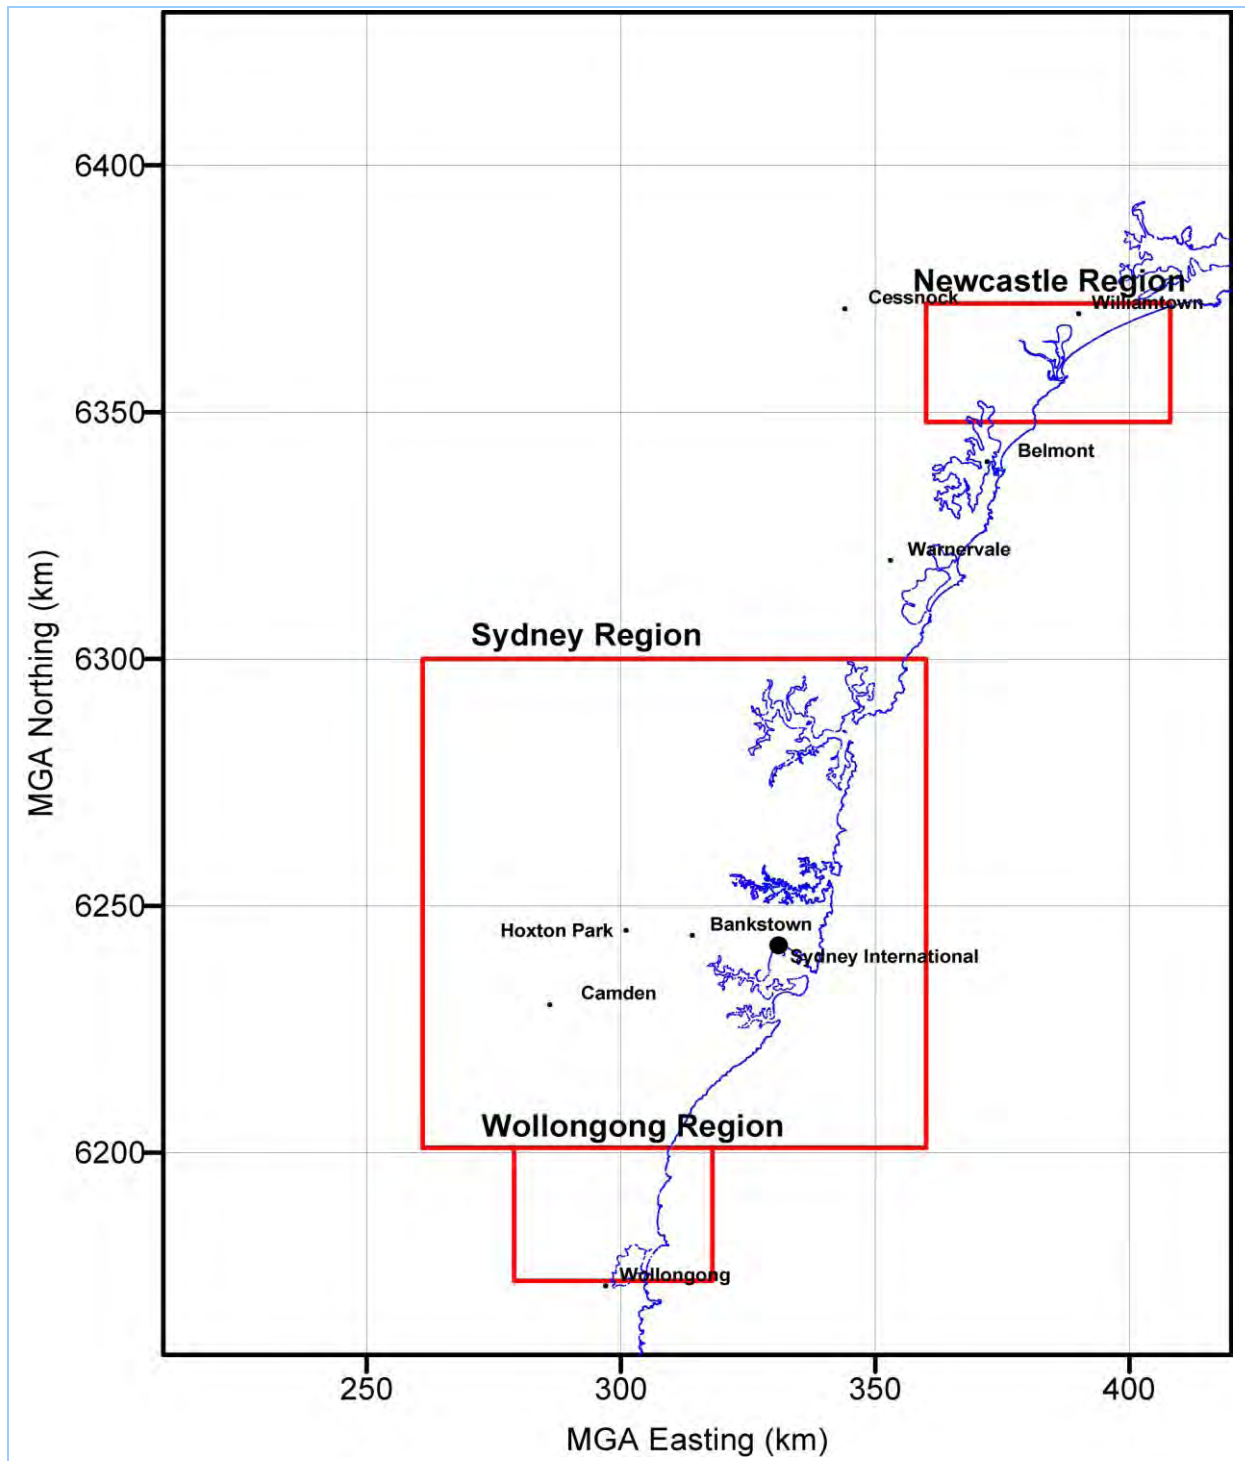 6400
Newcastle Region
Cessnock
Williamtown
6350
Belmont
Warnervale
MGA Northing (km)
Sydney Region
6300
6250
Bankstown
Hoxton Park
Sydney International
Camden
Wollongong Region
6200
Wollongong
250
300
350
400
MGA Easting (km)